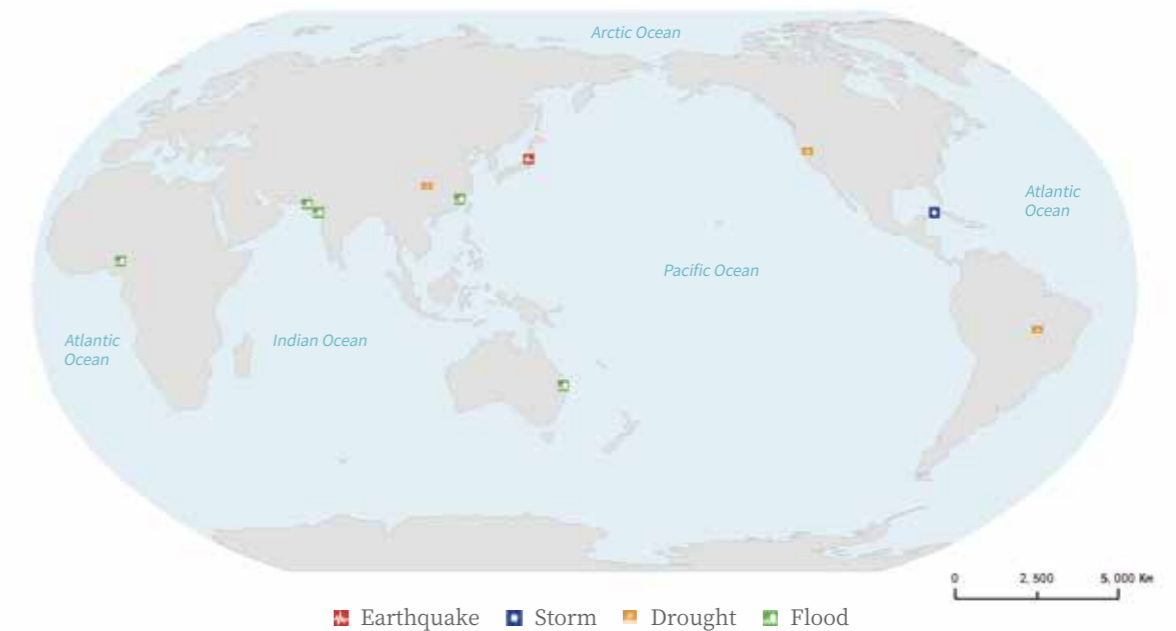 Arctic Ocean
Atlantic
Ocean
Pacific Ocean
Atlantic
Ocean
Indian Ocean
0 2,500 5,000 Km
Earthquake Storm Drought Flood